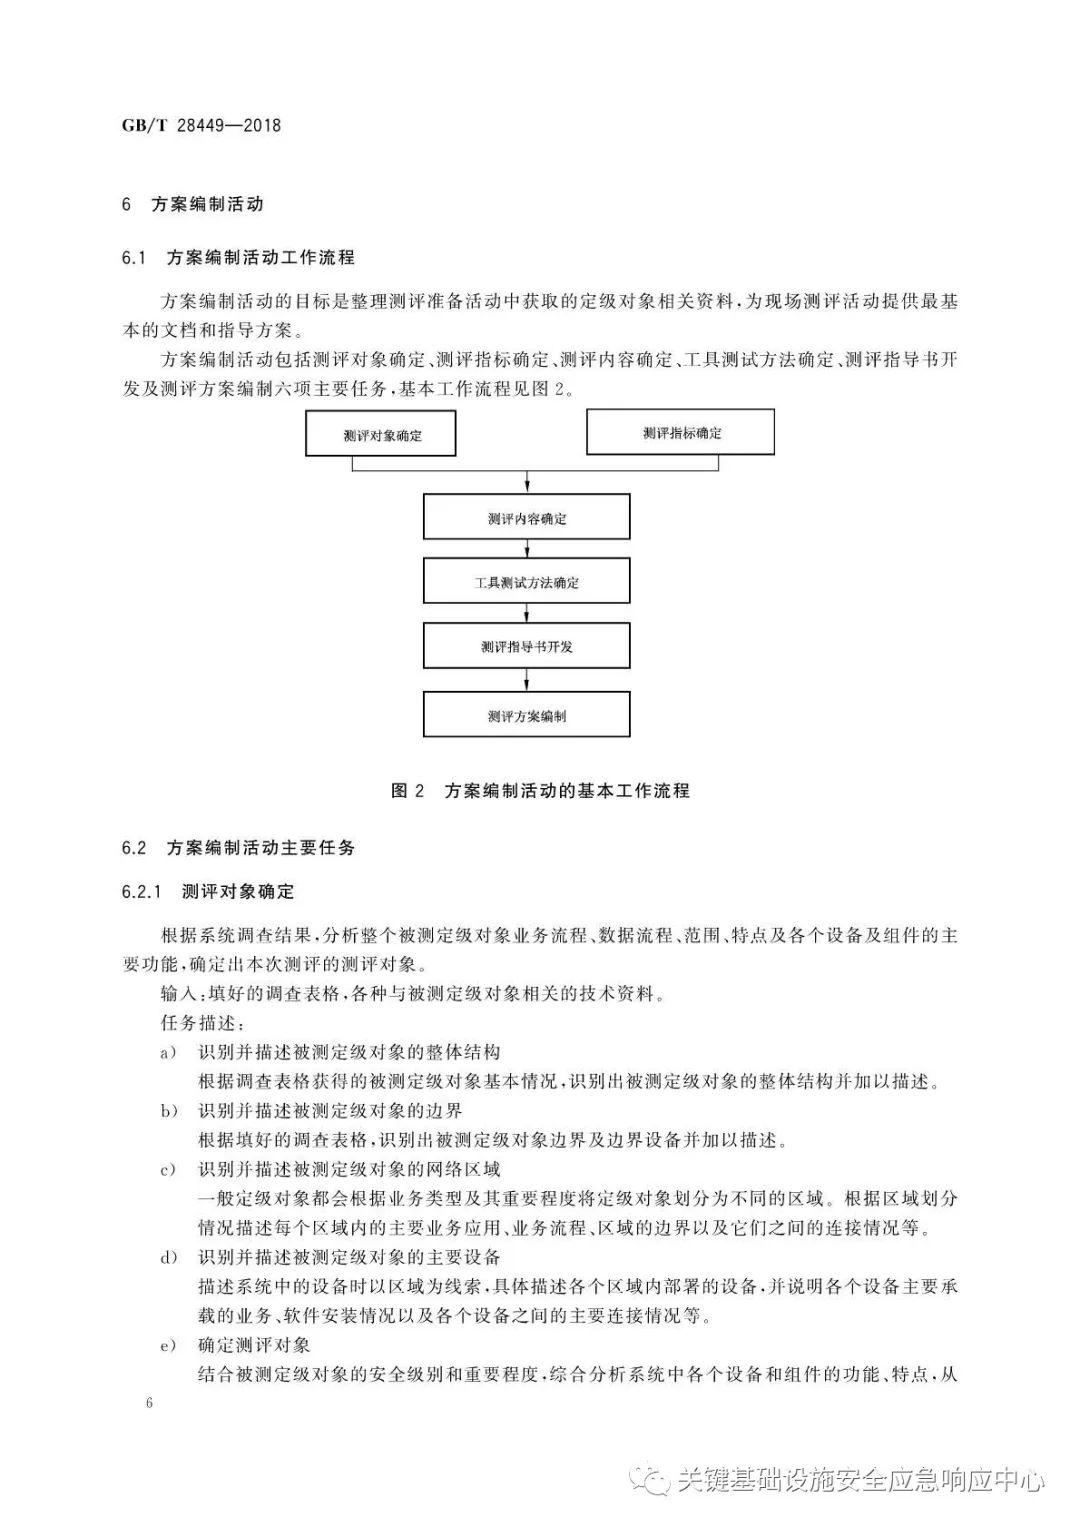 GB/T 28449—2018
6 方案编制活动
6.1 方案编制活动工作流程
方案编制活动的目标是整理测评准备活动中获取的定级对象相关资料,为现场测评活动提供最基
本的文档和指导方案。
方案编制活动包括测评对象确定、测评指标确定、测评内容确定、工具测试方法确定、测评指导书开
发及测评方案编制六项主要任务,基本工作流程见图 2。
测评对象确定
测评指标确定
测评内容确定
工具测试方法确定
测评指导书开发
测评方案编制
图 2 方案编制活动的基本工作流程
6.2 方案编制活动主要任务
6.2.1 测评对象确定
根据系统调查结果,分析整个被测定级对象业务流程、数据流程、范围、特点及各个设备及组件的主
要功能,确定出本次测评的测评对象。
输入:填好的调查表格,各种与被测定级对象相关的技术资料。
任务描述:
a) 识别并描述被测定级对象的整体结构
根据调查表格获得的被测定级对象基本情况,识别出被测定级对象的整体结构并加以描述。
b) 识别并描述被测定级对象的边界
根据填好的调查表格,识别出被测定级对象边界及边界设备并加以描述。
c) 识别并描述被测定级对象的网络区域
一般定级对象都会根据业务类型及其重要程度将定级对象划分为不同的区域。根据区域划分
情况描述每个区域内的主要业务应用、业务流程、区域的边界以及它们之间的连接情况等。
d) 识别并描述被测定级对象的主要设备
描述系统中的设备时以区域为线索,具体描述各个区域内部署的设备,并说明各个设备主要承
载的业务、软件安装情况以及各个设备之间的主要连接情况等。
e) 确定测评对象
结合被测定级对象的安全级别和重要程度,综合分析系统中各个设备和组件的功能、特点,从
6
关键基础设施安全应急响应中心